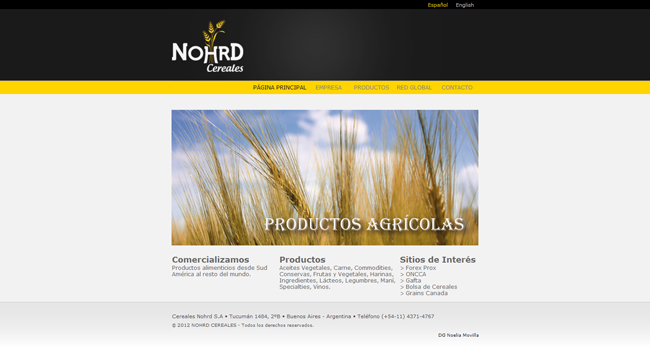 Español English
NOHRD
Cereales
PÁGINA PRINCIPAL EMPRESA PRODUCTOS RED GLOBAL CONTACTO
PRODUCTOS AGRÍCOLAS
Comercializamos
Productos alimenticios desde Sud
América al resto del mundo.
Productos
Aceites Vegetales, Carne, Commodities,
Conservas, Frutas y Vegetales, Harinas,
Ingredientes, Lácteos, Legumbres, Maní,
Specialties, Vinos.
Sitios de Interés
> Forex Prox
> ONCCA
> Gafta
> Bolsa de Cereales
> Grains Canada
Cereales Nohrd S.A • Tucumán 1484, 2ºB • Buenos Aires - Argentina • Teléfono (+54-11) 4371-4767
© 2012 NOHRD CEREALES - Todos los derechos reservados.
DG Noelia Movilla